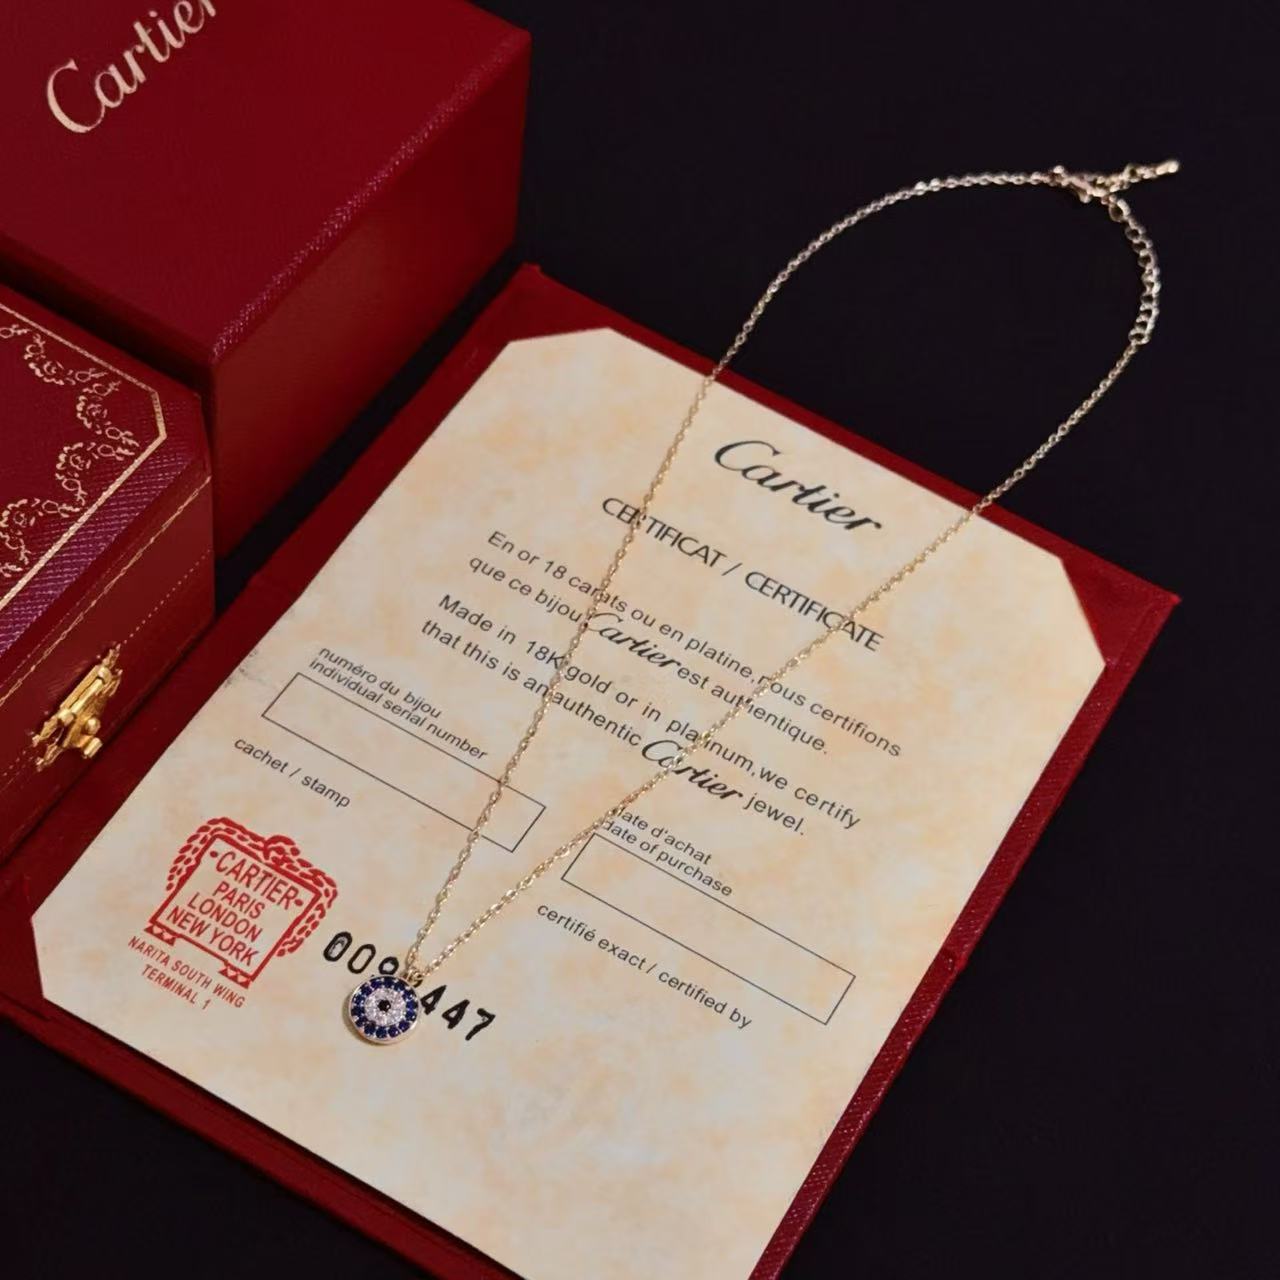 Cartier
Cartier
CERTIFICAT / CERTIFICATE
En or 18 carats ou en platine,nous certifions
que ce bijou Cartier est authentique.
Made in 18K gold or in platinum,we certify
that this is an authentic Cartier jewel.
numéro du bijou
individual serial number
cachet / stamp
date d'achat
date of purchase
certifié exact / certified by
·CARTIER·
PARIS
LONDON
NEW YORK
NARITA SOUTH WING
TERMINAL 1
447